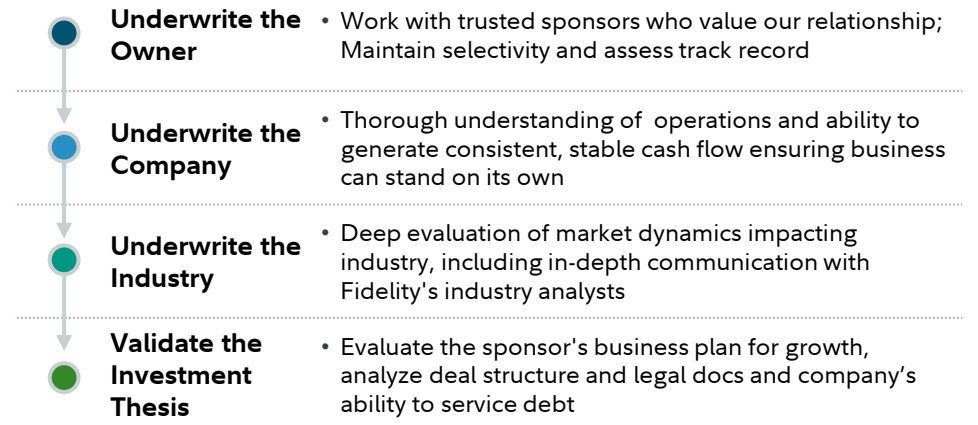 Underwrite the
Owner
• Work with trusted sponsors who value our relationship;
Maintain selectivity and assess track record
Underwrite the
Company
• Thorough understanding of  operations and ability to
generate consistent, stable cash flow ensuring business
can stand on its own
Underwrite the
Industry
• Deep evaluation of market dynamics impacting
industry, including in-depth communication with
Fidelity's industry analysts
Validate the
Investment
Thesis
• Evaluate the sponsor's business plan for growth,
analyze deal structure and legal docs and company’s
ability to service debt